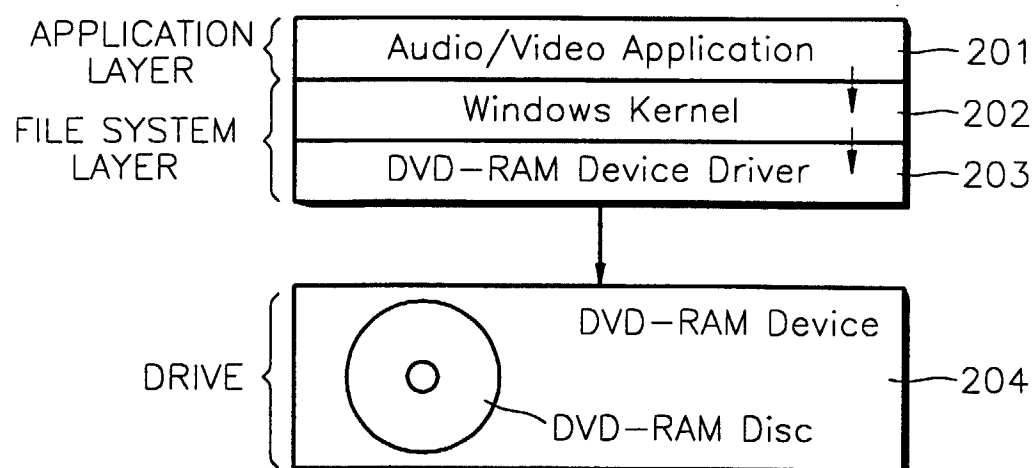 APPLICATION
LAYER
Audio/Video Application
201
Windows Kernel
202
FILE SYSTEM
LAYER
DVD-RAM Device Driver
203
DVD-RAM Device
DRIVE
204
DVD-RAM Disc